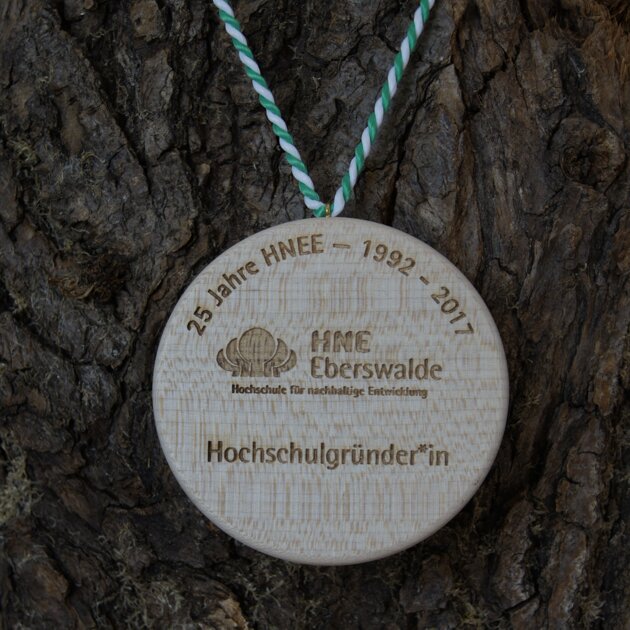 25 Jahre HNEE – 1992 - 2017
HNE
Eberswalde
Hochschule für nachhaltige Entwicklung
Hochschulgründer*in